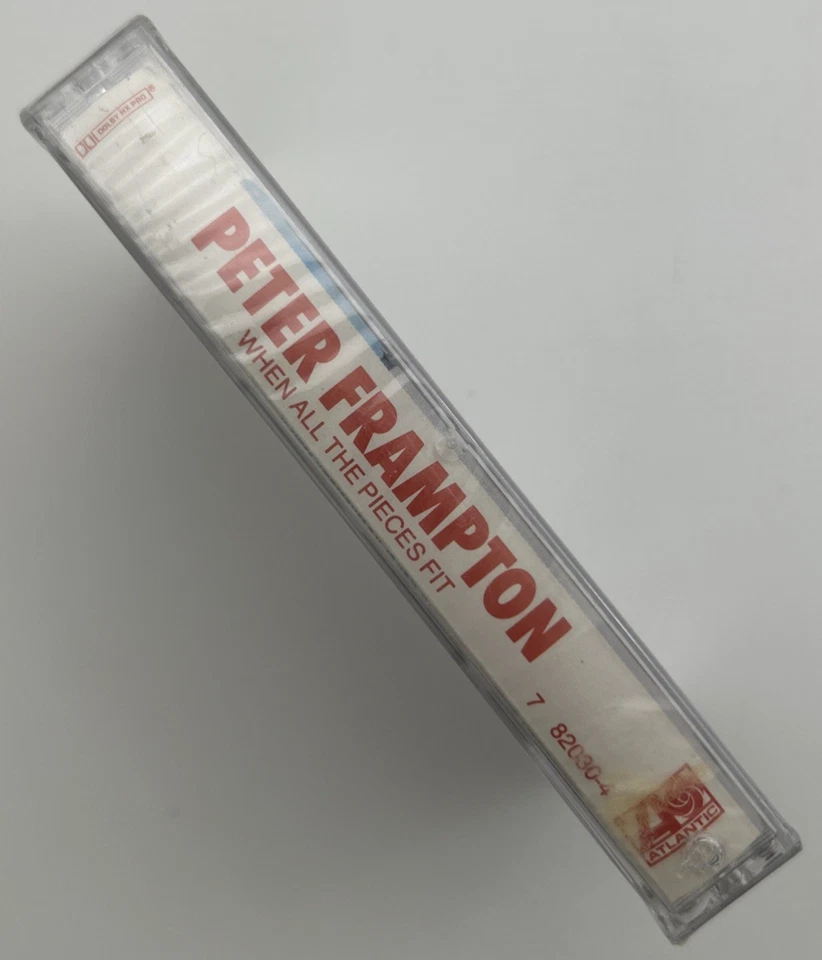 DOLBY HX PRO®
PETER FRAMPTON
WHEN ALL THE PIECES FIT
7 82030-4
ATLANTIC